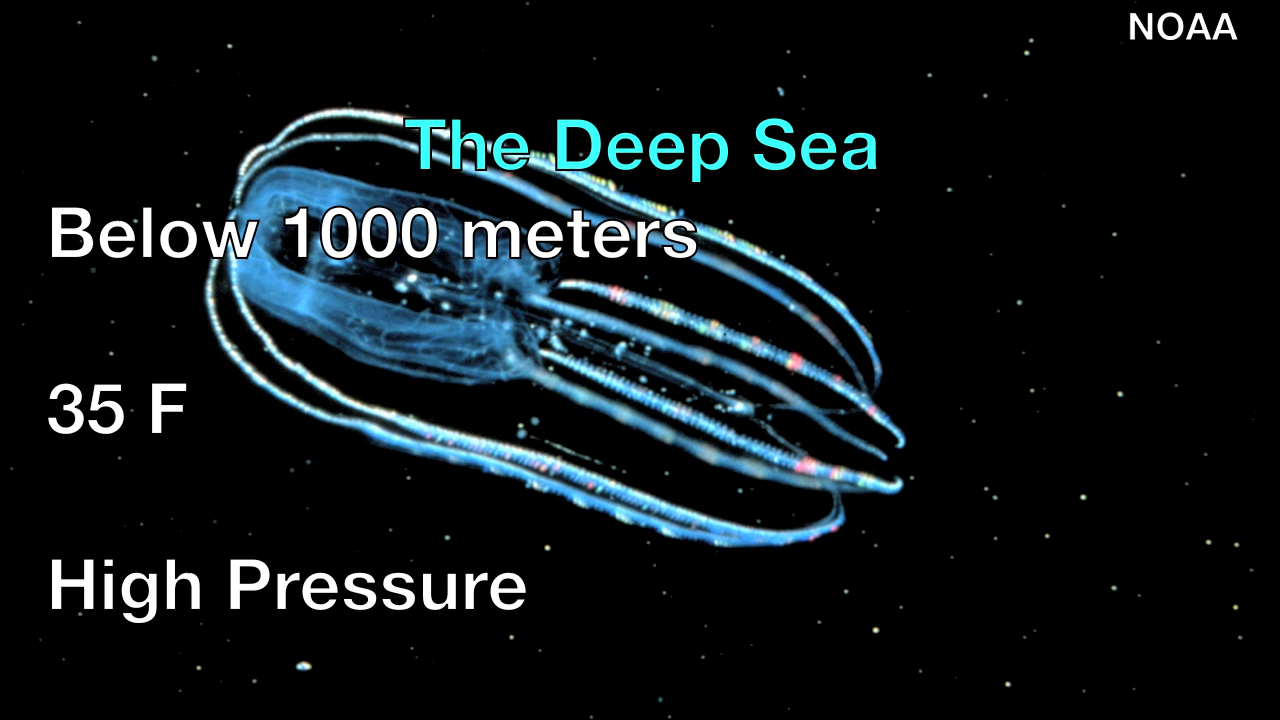 NOAA
The Deep Sea
Below 1000 meters
35 F
High Pressure